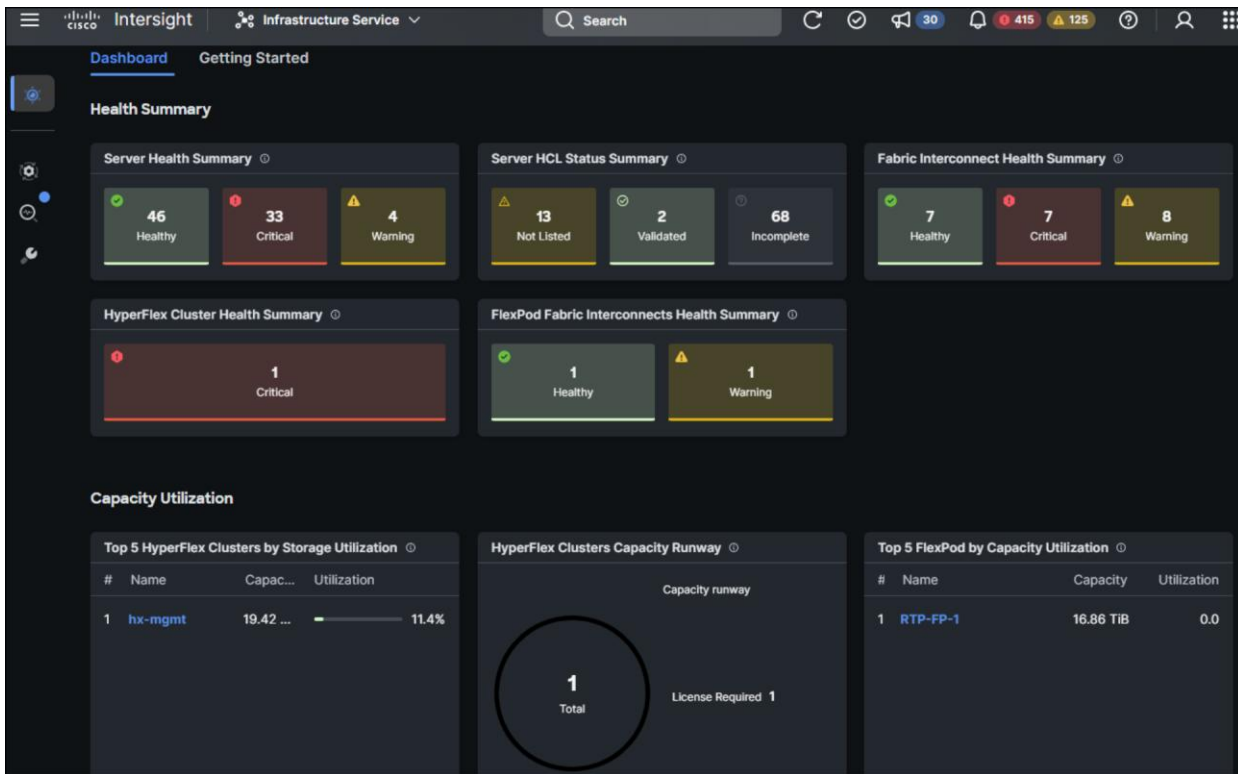 cisco Intersight Infrastructure Service Search 30 415 125
Dashboard Getting Started
Health Summary
Server Health Summary
46
Healthy
33
Critical
4
Warning
Server HCL Status Summary
13
Not Listed
2
Validated
68
Incomplete
Fabric Interconnect Health Summary
7
Healthy
7
Critical
8
Warning
HyperFlex Cluster Health Summary
1
Critical
FlexPod Fabric Interconnects Health Summary
1
Healthy
1
Warning
Capacity Utilization
Top 5 HyperFlex Clusters by Storage Utilization
# Name Capac... Utilization
1 hx-mgmt 19.42 ... 11.4%
HyperFlex Clusters Capacity Runway
Capacity runway
1
Total
License Required 1
Top 5 FlexPod by Capacity Utilization
# Name Capacity Utilization
1 RTP-FP-1 16.86 TiB 0.0